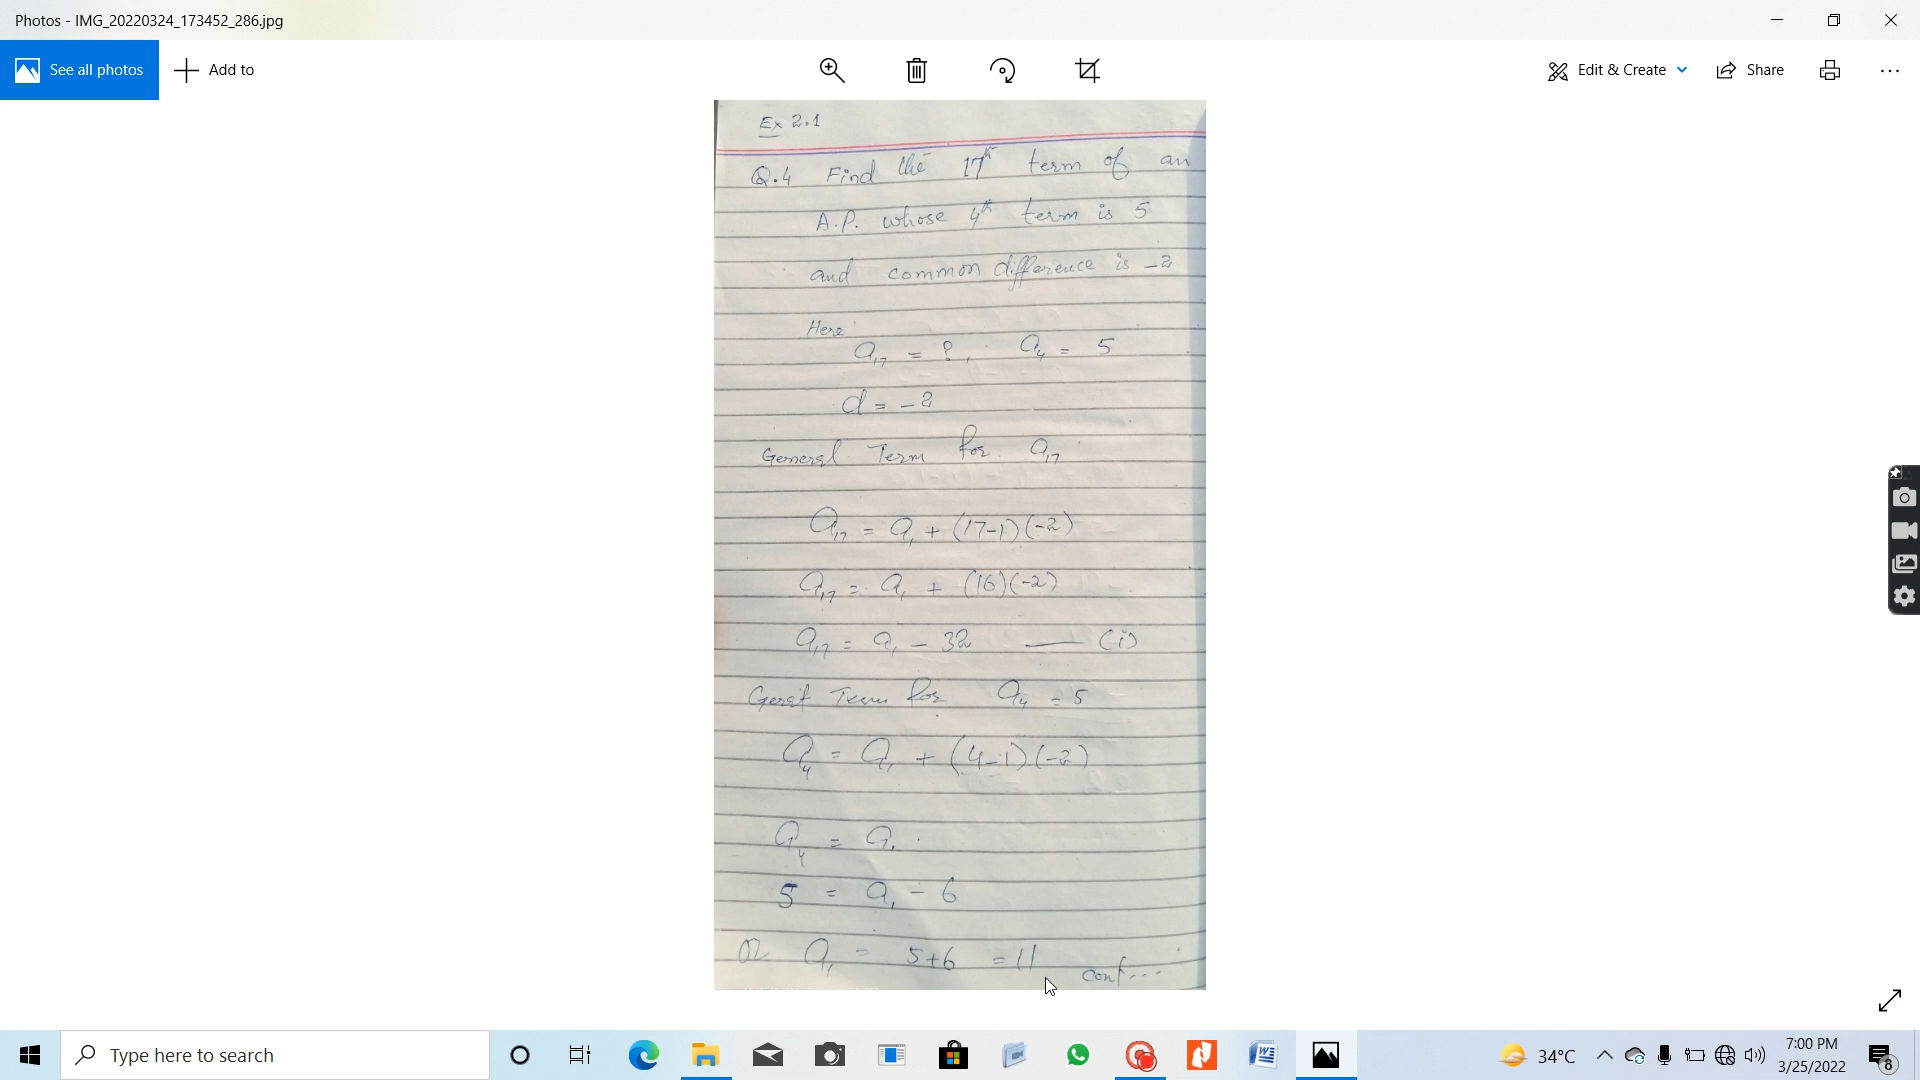 Photos - IMG_20220324_173452_286.jpg
See all photos
Add to
Edit & Create
Share
Ex 2.1
Q.4 Find the 17th term of an
A.P. whose 4th term is 5
and common difference is -2
Here
a₁₇ = ?, a₄ = 5
d = -2
General Term for a₁₇
a₁₇ = a₁ + (17-1)(-2)
a₁₇ = a₁ + (16)(-2)
a₁₇ = a₁ - 32 —— (i)
Term for a₄ = 5
a₄ = a₁ + (4-1)(-2)
a₄ = a₁
5 = a₁ - 6
Or a₁ = 5+6 = 11
cont...
Type here to search
34°C
7:00 PM
3/25/2022
8